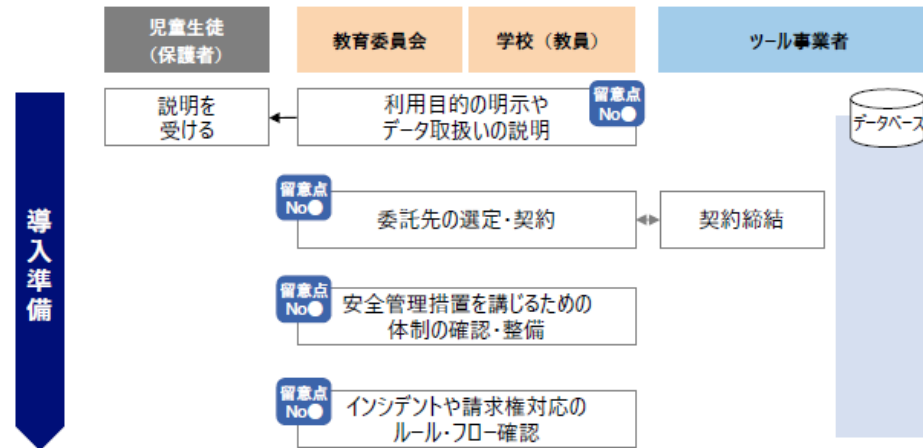 児童生徒
（保護者）
教育委員会
学校（教員）
ツール事業者
導入準備
説明を
受ける
利用目的の明示や
データ取扱いの説明
留意点
No●
データベース
留意点
No●
委託先の選定・契約
契約締結
留意点
No●
安全管理措置を講じるための
体制の確認・整備
留意点
No●
インシデントや請求権対応の
ルール・フロー確認